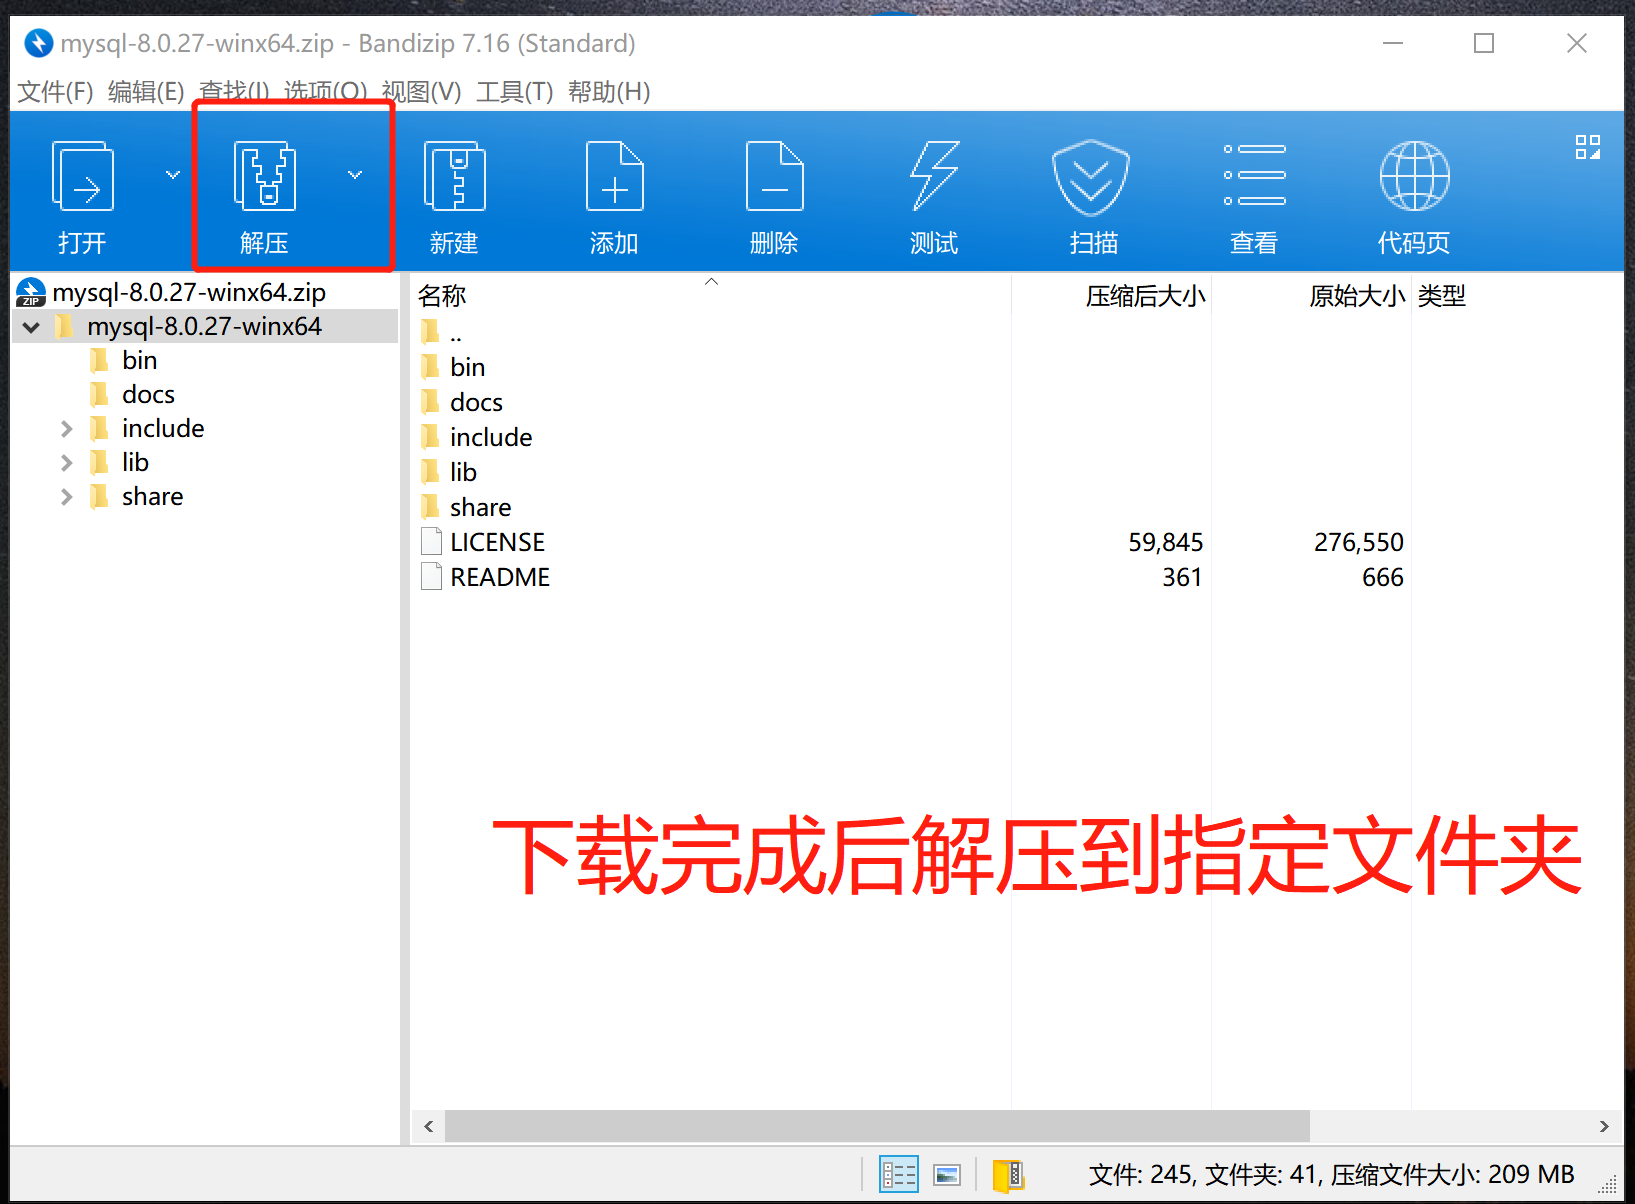 mysql-8.0.27-winx64.zip - Bandizip 7.16 (Standard)
文件(F) 编辑(E) 查找(I) 选项(O) 视图(V) 工具(T) 帮助(H)
打开 解压 新建 添加 删除 测试 扫描 查看 代码页
mysql-8.0.27-winx64.zip
mysql-8.0.27-winx64
bin
docs
include
lib
share
名称 压缩后大小 原始大小 类型
..
bin
docs
include
lib
share
LICENSE 59,845 276,550
README 361 666
下载完成后解压到指定文件夹
文件: 245, 文件夹: 41, 压缩文件大小: 209 MB